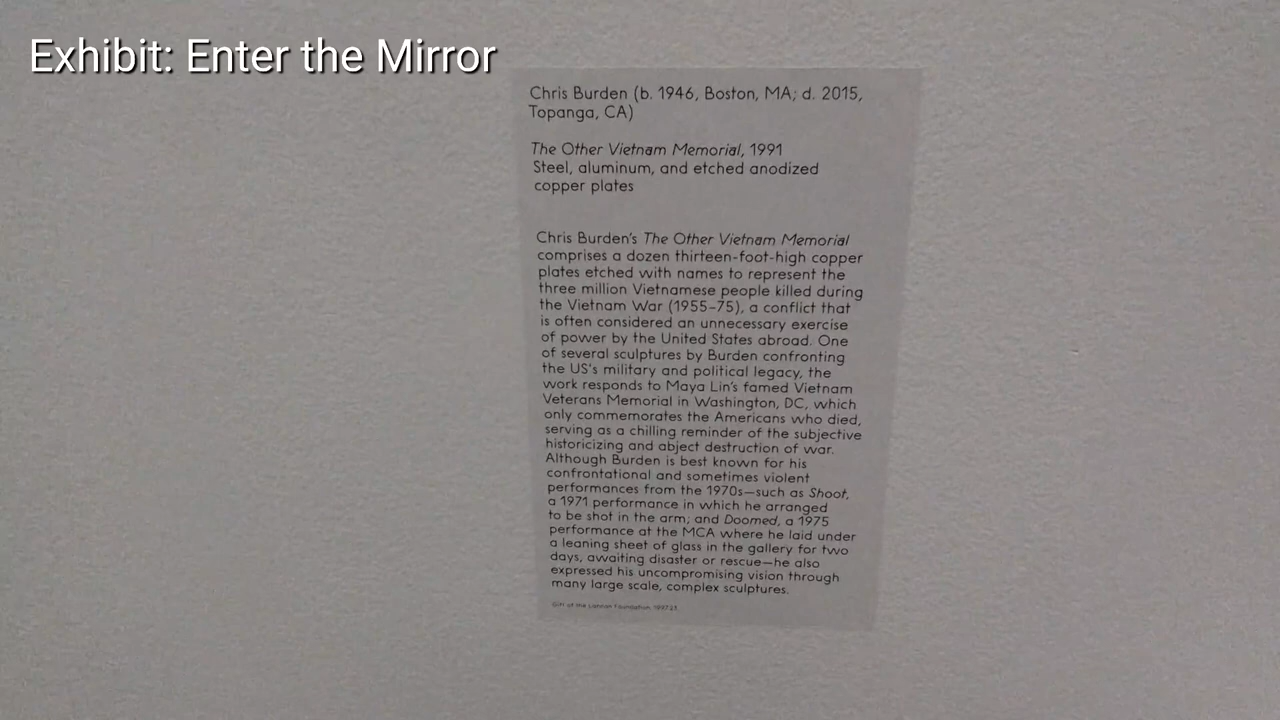 Exhibit: Enter the Mirror
Chris Burden (b. 1946, Boston, MA; d. 2015,
Topanga, CA)
The Other Vietnam Memorial, 1991
Steel, aluminum, and etched anodized
copper plates
Chris Burden's The Other Vietnam Memorial
comprises a dozen thirteen-foot-high copper
plates etched with names to represent the
three million Vietnamese people killed during
the Vietnam War (1955–75), a conflict that
is often considered an unnecessary exercise
of power by the United States abroad. One
of several sculptures by Burden confronting
the US's military and political legacy, the
work responds to Maya Lin's famed Vietnam
Veterans Memorial in Washington, DC, which
only commemorates the Americans who died,
serving as a chilling reminder of the subjective
historicizing and abject destruction of war.
Although Burden is best known for his
confrontational and sometimes violent
performances from the 1970s—such as Shoot,
a 1971 performance in which he arranged
to be shot in the arm; and Doomed, a 1975
performance at the MCA where he laid under
a leaning sheet of glass in the gallery for two
days, awaiting disaster or rescue—he also
expressed his uncompromising vision through
many large scale, complex sculptures.
Gift of the Lannan Foundation,